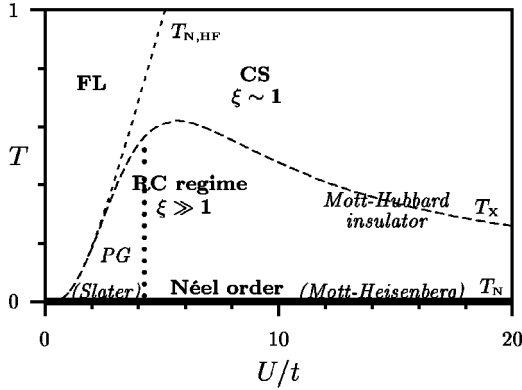 1
T_N,HF
FL
CS
ξ ~ 1
T
RC regime
ξ ≫ 1
Mott-Hubbard
insulator
T_X
PG
(Slater)
Néel order
(Mott-Heisenberg)
T_N
0
0
10
20
U/t